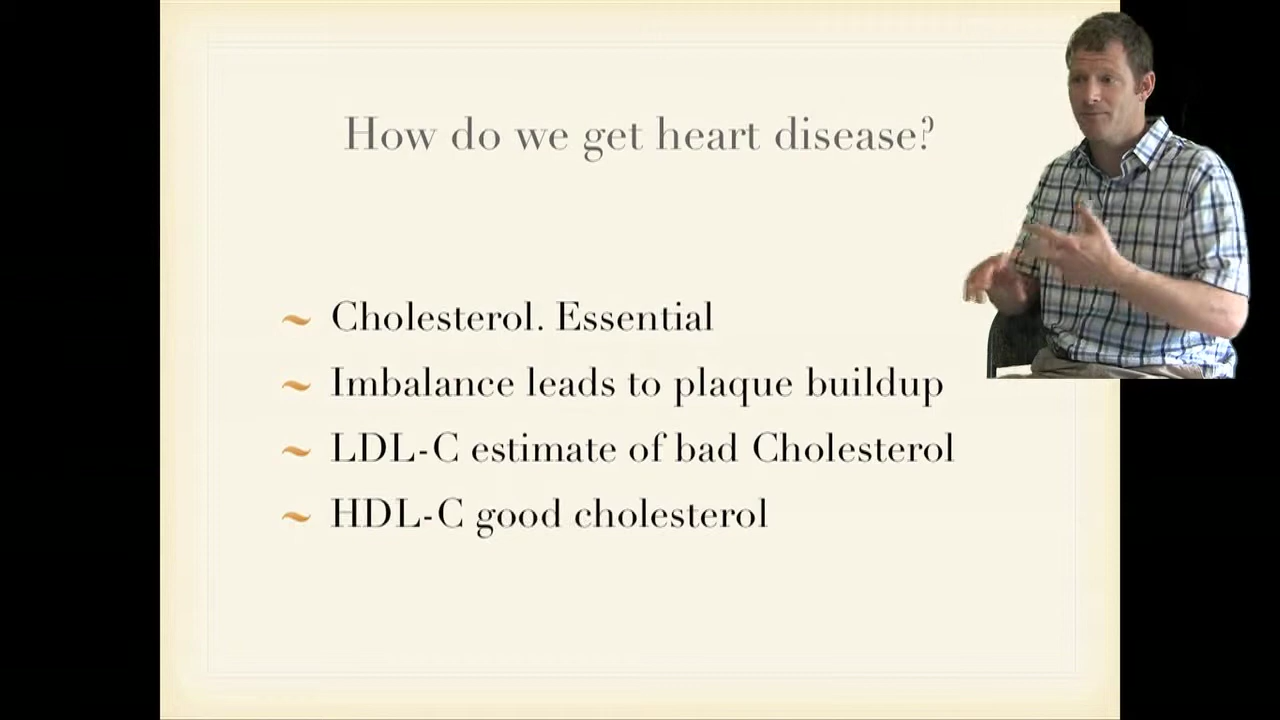 How do we get heart disease?
Cholesterol. Essential
Imbalance leads to plaque buildup
LDL-C estimate of bad Cholesterol
HDL-C good cholesterol